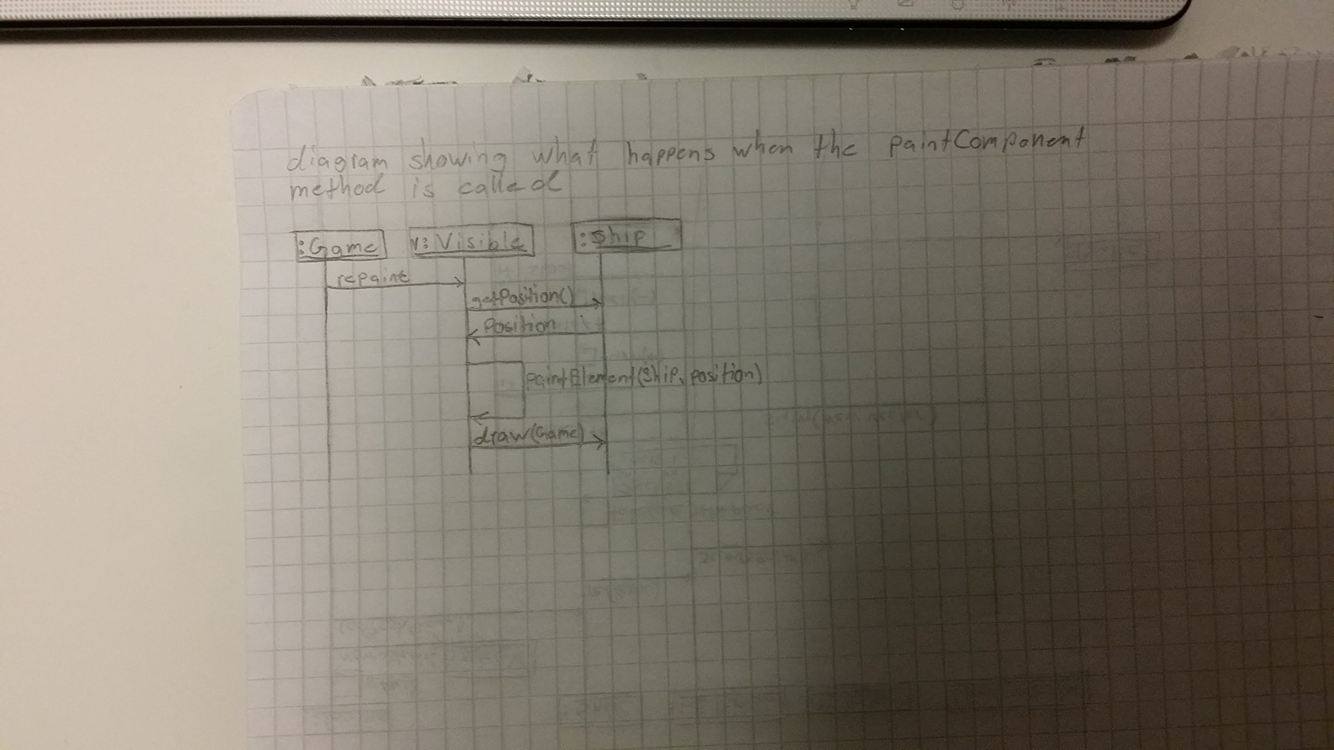 diagram showing what happens when the paintComponent
method is called
:Game
v:Visible
:Ship
repaint
getPosition()
Position
paintElement(Ship, position)
draw(Game)